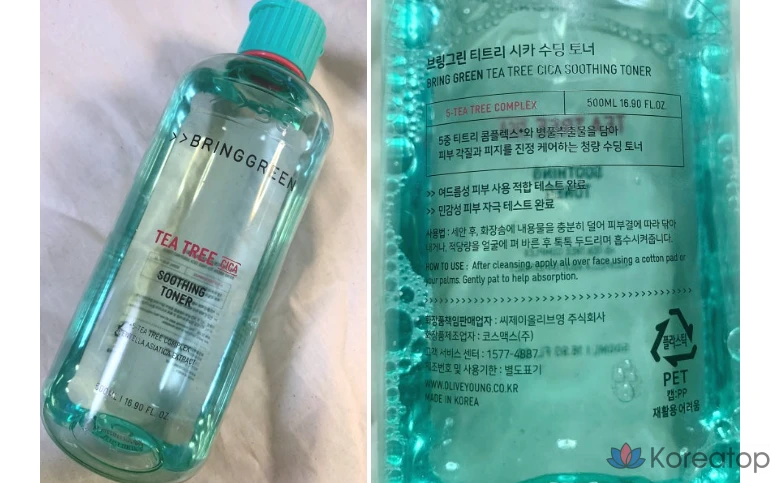 >>BRINGGREEN
TEA TREE CICA
SOOTHING
TONER
5-TEA TREE COMPLEX
CENTELLA ASIATICA EXTRACT
500ML 16.90 FL.OZ.
브링그린 티트리 시카 수딩 토너
BRING GREEN TEA TREE CICA SOOTHING TONER
5-TEA TREE COMPLEX
500ML 16.90 FL.OZ.
5종 티트리 콤플렉스*와 병풀추출물을 담아
피부 각질과 피지를 진정 케어하는 청량 수딩 토너
>> 여드름성 피부 사용 적합 테스트 완료
>> 민감성 피부 자극 테스트 완료
사용법 : 세안 후, 화장솜에 내용물을 충분히 덜어 피부결에 따라 닦아
내거나, 적당량을 얼굴에 펴 바른 후 톡톡 두드리며 흡수시켜줍니다.
HOW TO USE : After cleansing, apply all over face using a cotton pad or
your palms. Gently pat to help absorption.
화장품책임판매업자 : 씨제이올리브영 주식회사
화장품제조업자 : 코스맥스(주)
고객 서비스 센터 : 1577-4887
제조번호 및 사용기한 : 별도표기
WWW.OLIVEYOUNG.CO.KR
MADE IN KOREA
플라스틱
PET
캡:PP
재활용어려움
Koreatop